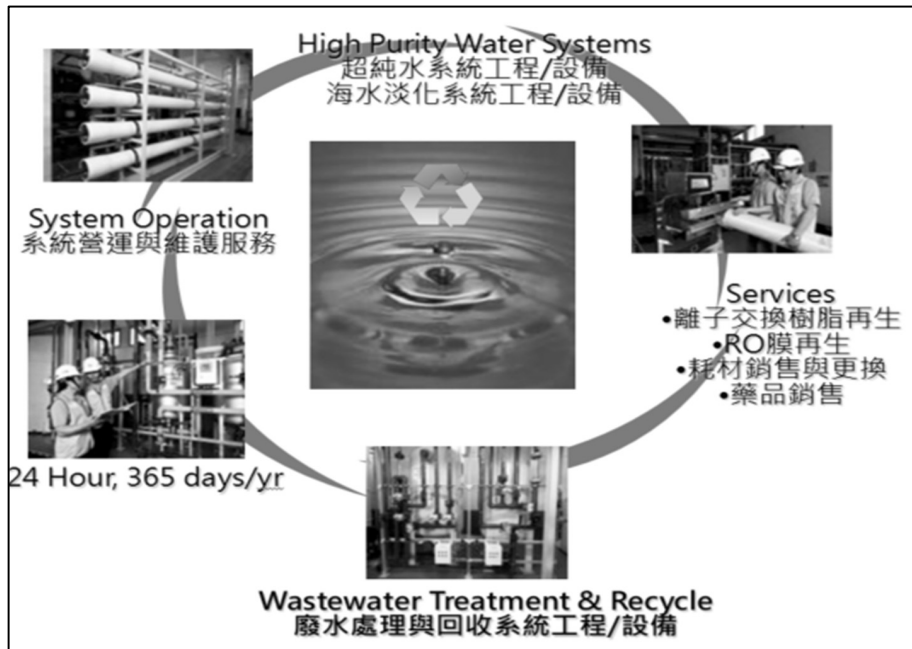 High Purity Water Systems
超純水系統工程/設備
海水淡化系統工程/設備
System Operation
系統營運與維護服務
Services
•離子交換樹脂再生
•RO膜再生
•耗材銷售與更換
•藥品銷售
24 Hour, 365 days/yr
Wastewater Treatment & Recycle
廢水處理與回收系統工程/設備